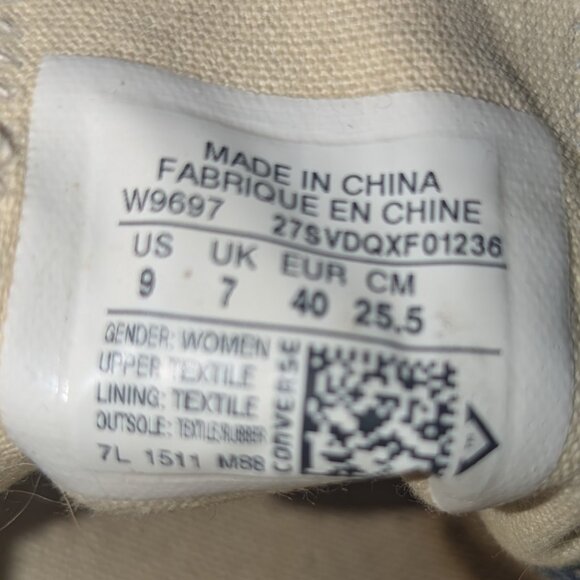 MADE IN CHINA
FABRIQUE EN CHINE
W9697 27SVDQXF01236
US UK EUR CM
9 7 40 25.5
GENDER: WOMEN
UPPER: TEXTILE
LINING: TEXTILE
OUTSOLE: TEXTILE/RUBBER
7L 1511 M88
CONVERSE